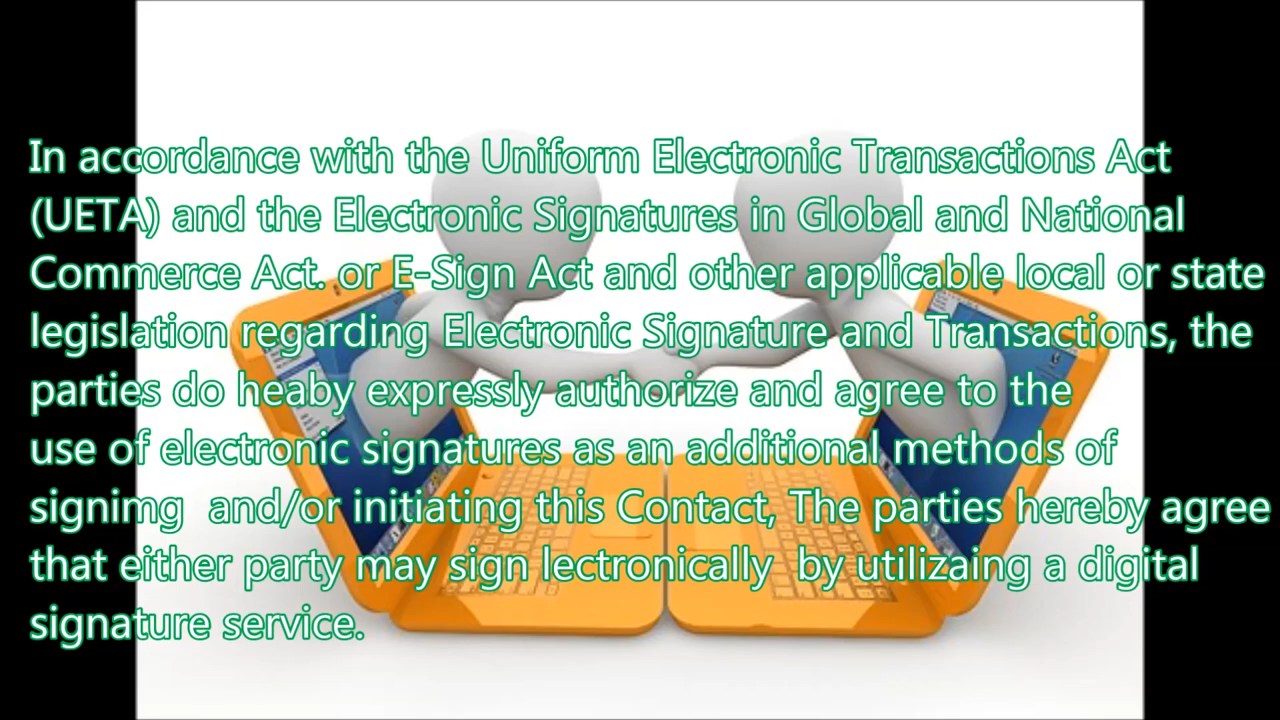 In accordance with the Uniform Electronic Transactions Act
(UETA) and the Electronic Signatures in Global and National
Commerce Act. or E-Sign Act and other applicable local or state
legislation regarding Electronic Signature and Transactions, the
parties do heaby expressly authorize and agree to the
use of electronic signatures as an additional methods of
signimg  and/or initiating this Contact, The parties hereby agree
that either party may sign lectronically  by utilizaing a digital
signature service.